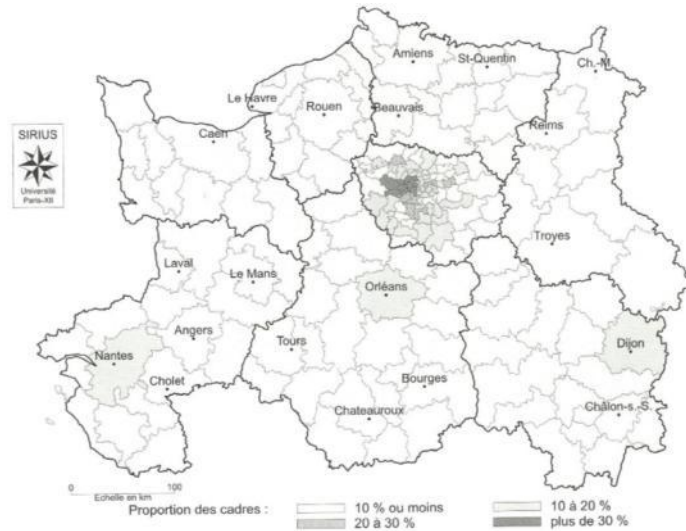 Amiens
St-Quentin
Ch.-M.
Le Havre
Rouen
Beauvais
Reims
Caen
SIRIUS
Université
Paris-XII
Troyes
Laval
Le Mans
Orléans
Angers
Tours
Dijon
Nantes
Cholet
Bourges
Chateauroux
Châlon-s.-S.
0 100
Echelle en km
Proportion des cadres : 10 % ou moins 10 à 20 %
20 à 30 % plus de 30 %